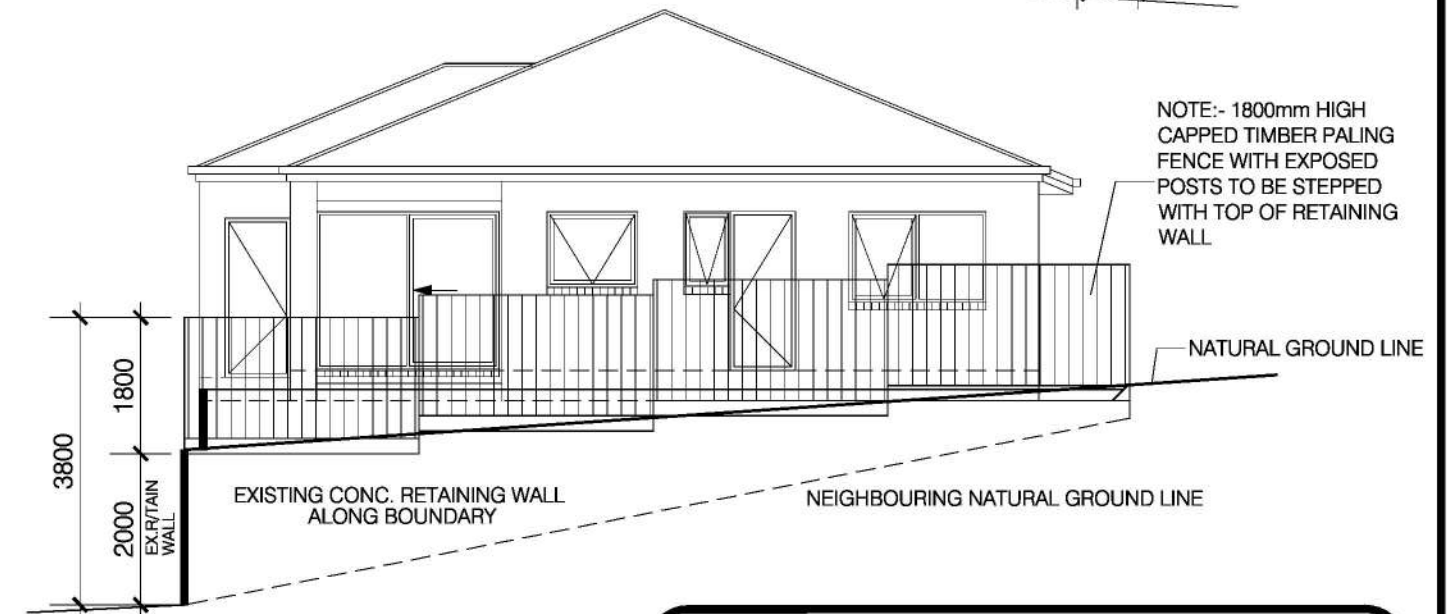 NOTE:- 1800mm HIGH
CAPPED TIMBER PALING
FENCE WITH EXPOSED
POSTS TO BE STEPPED
WITH TOP OF RETAINING
WALL
NATURAL GROUND LINE
1800
3800
2000
EX.R/TAIN
WALL
EXISTING CONC. RETAINING WALL
ALONG BOUNDARY
NEIGHBOURING NATURAL GROUND LINE